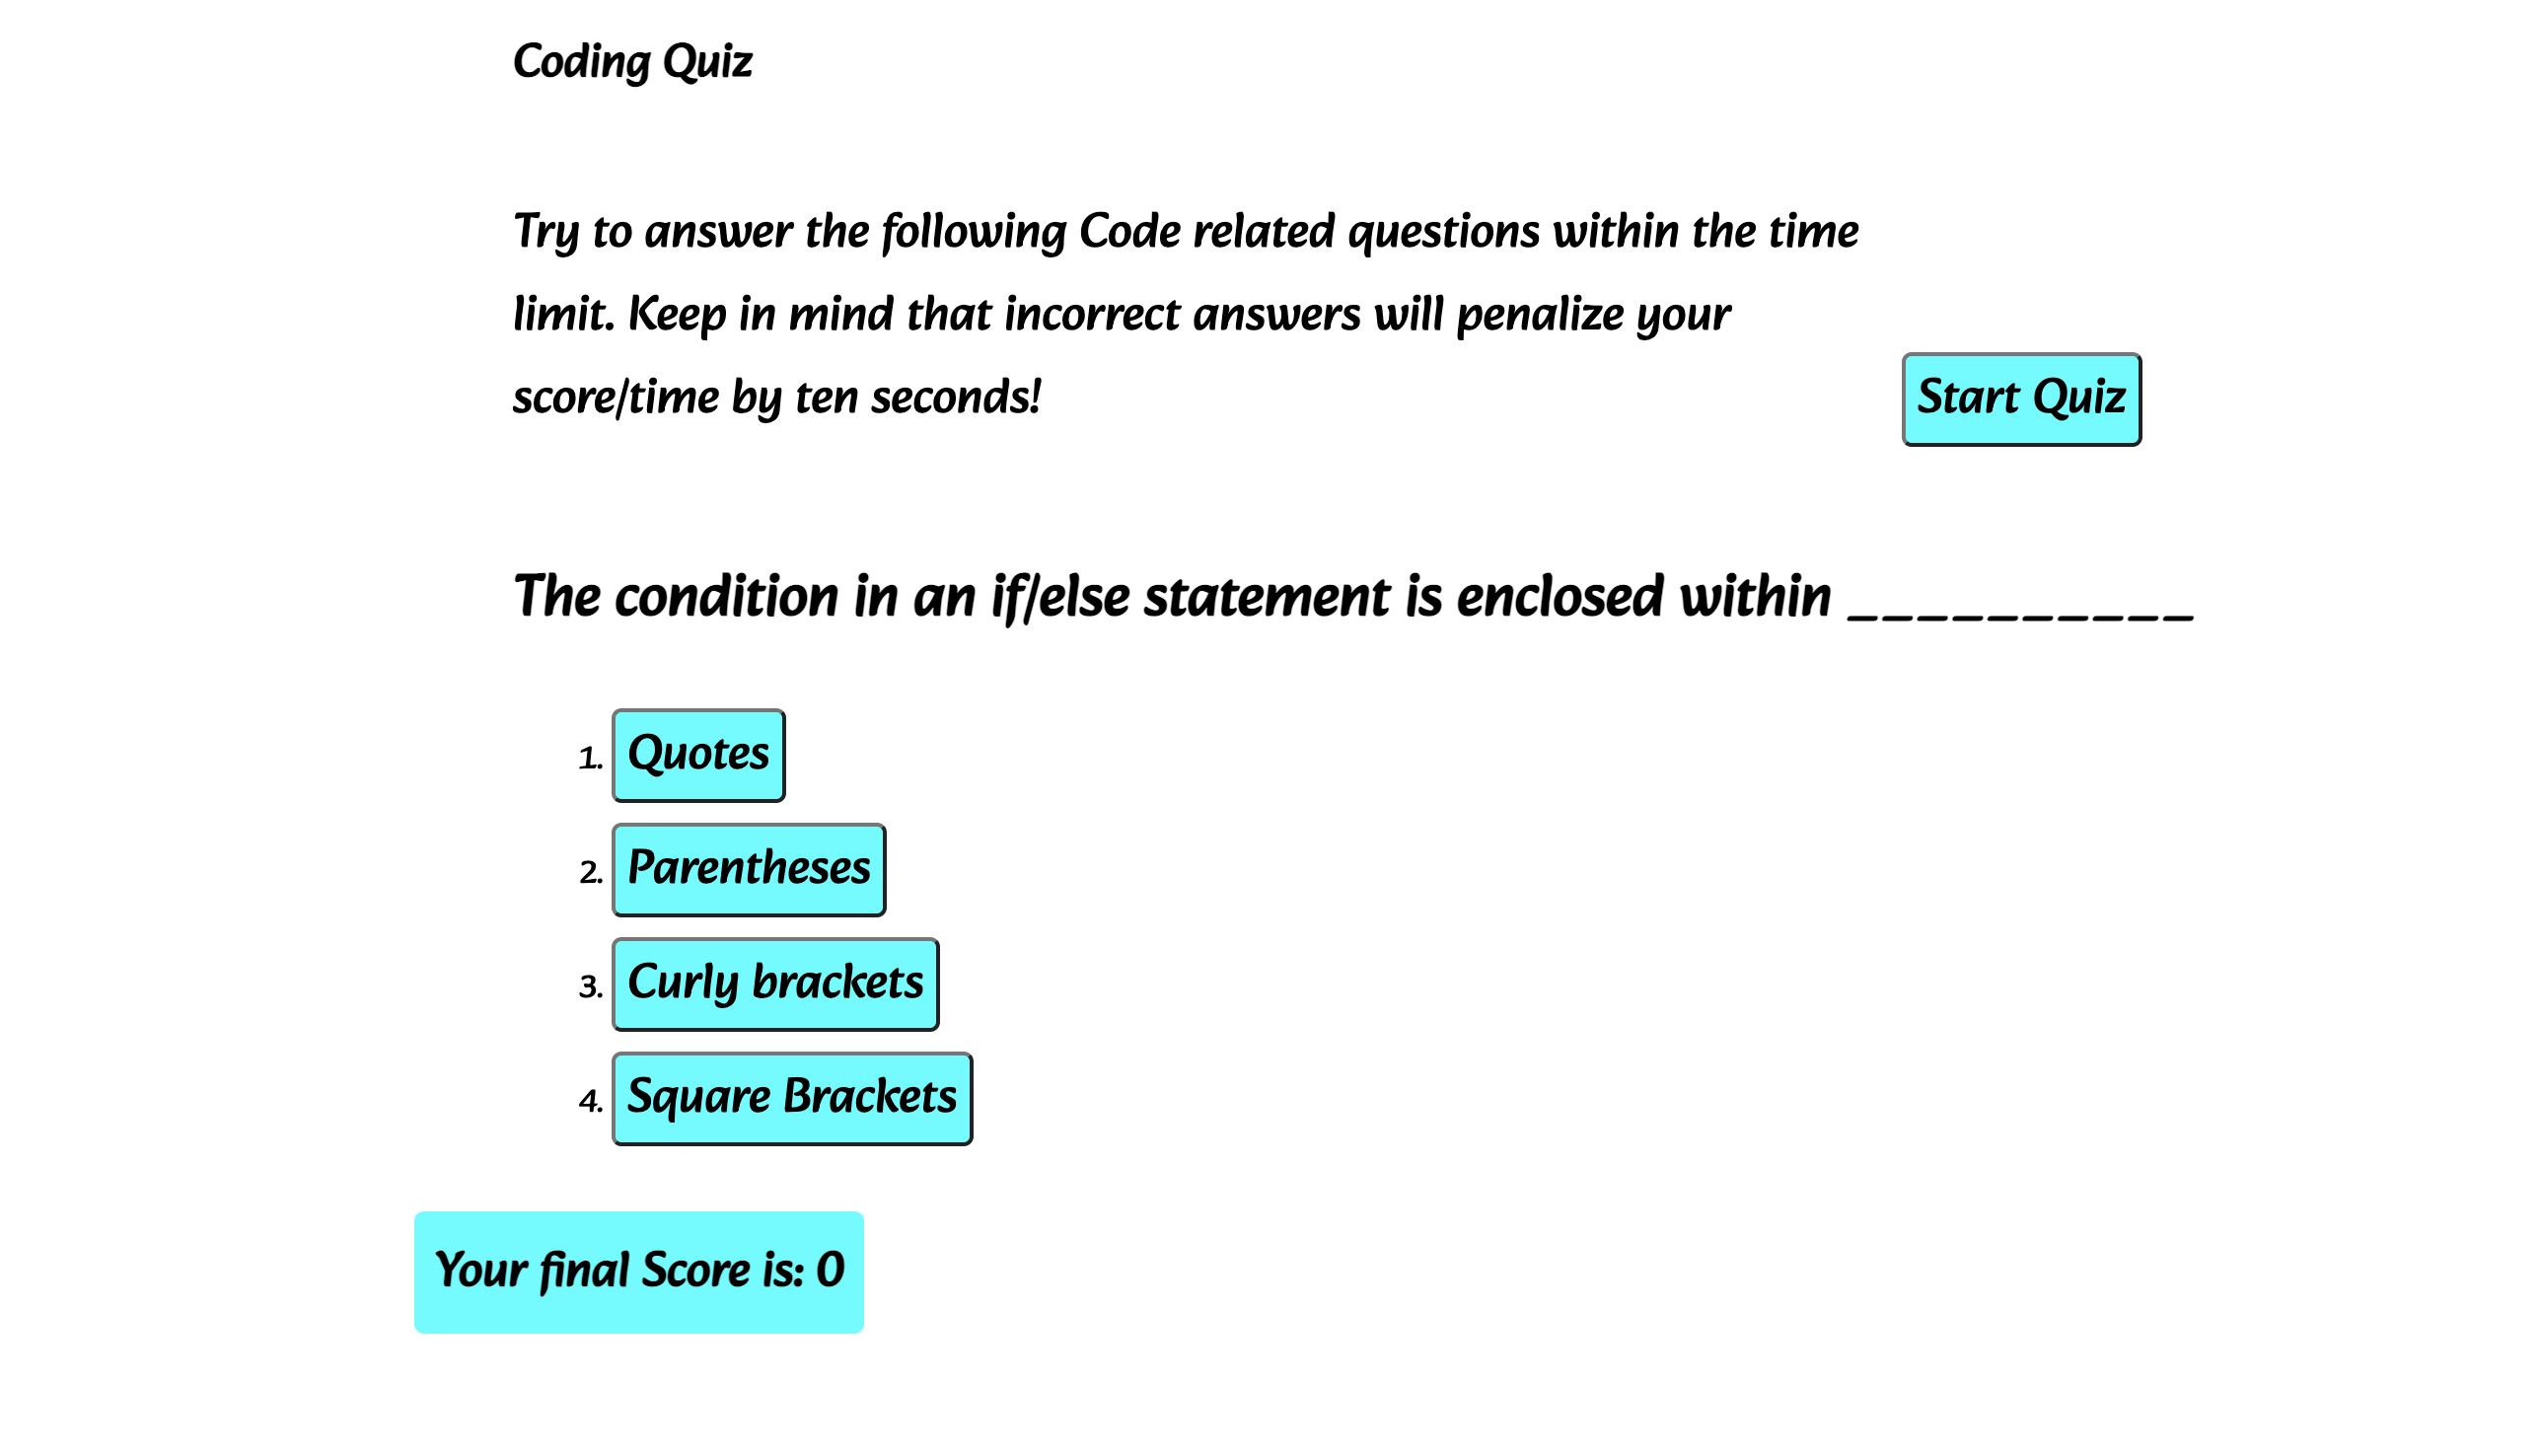 Coding Quiz
Try to answer the following Code related questions within the time
limit. Keep in mind that incorrect answers will penalize your
score/time by ten seconds!
Start Quiz
The condition in an if/else statement is enclosed within __________
1. Quotes
2. Parentheses
3. Curly brackets
4. Square Brackets
Your final Score is: 0